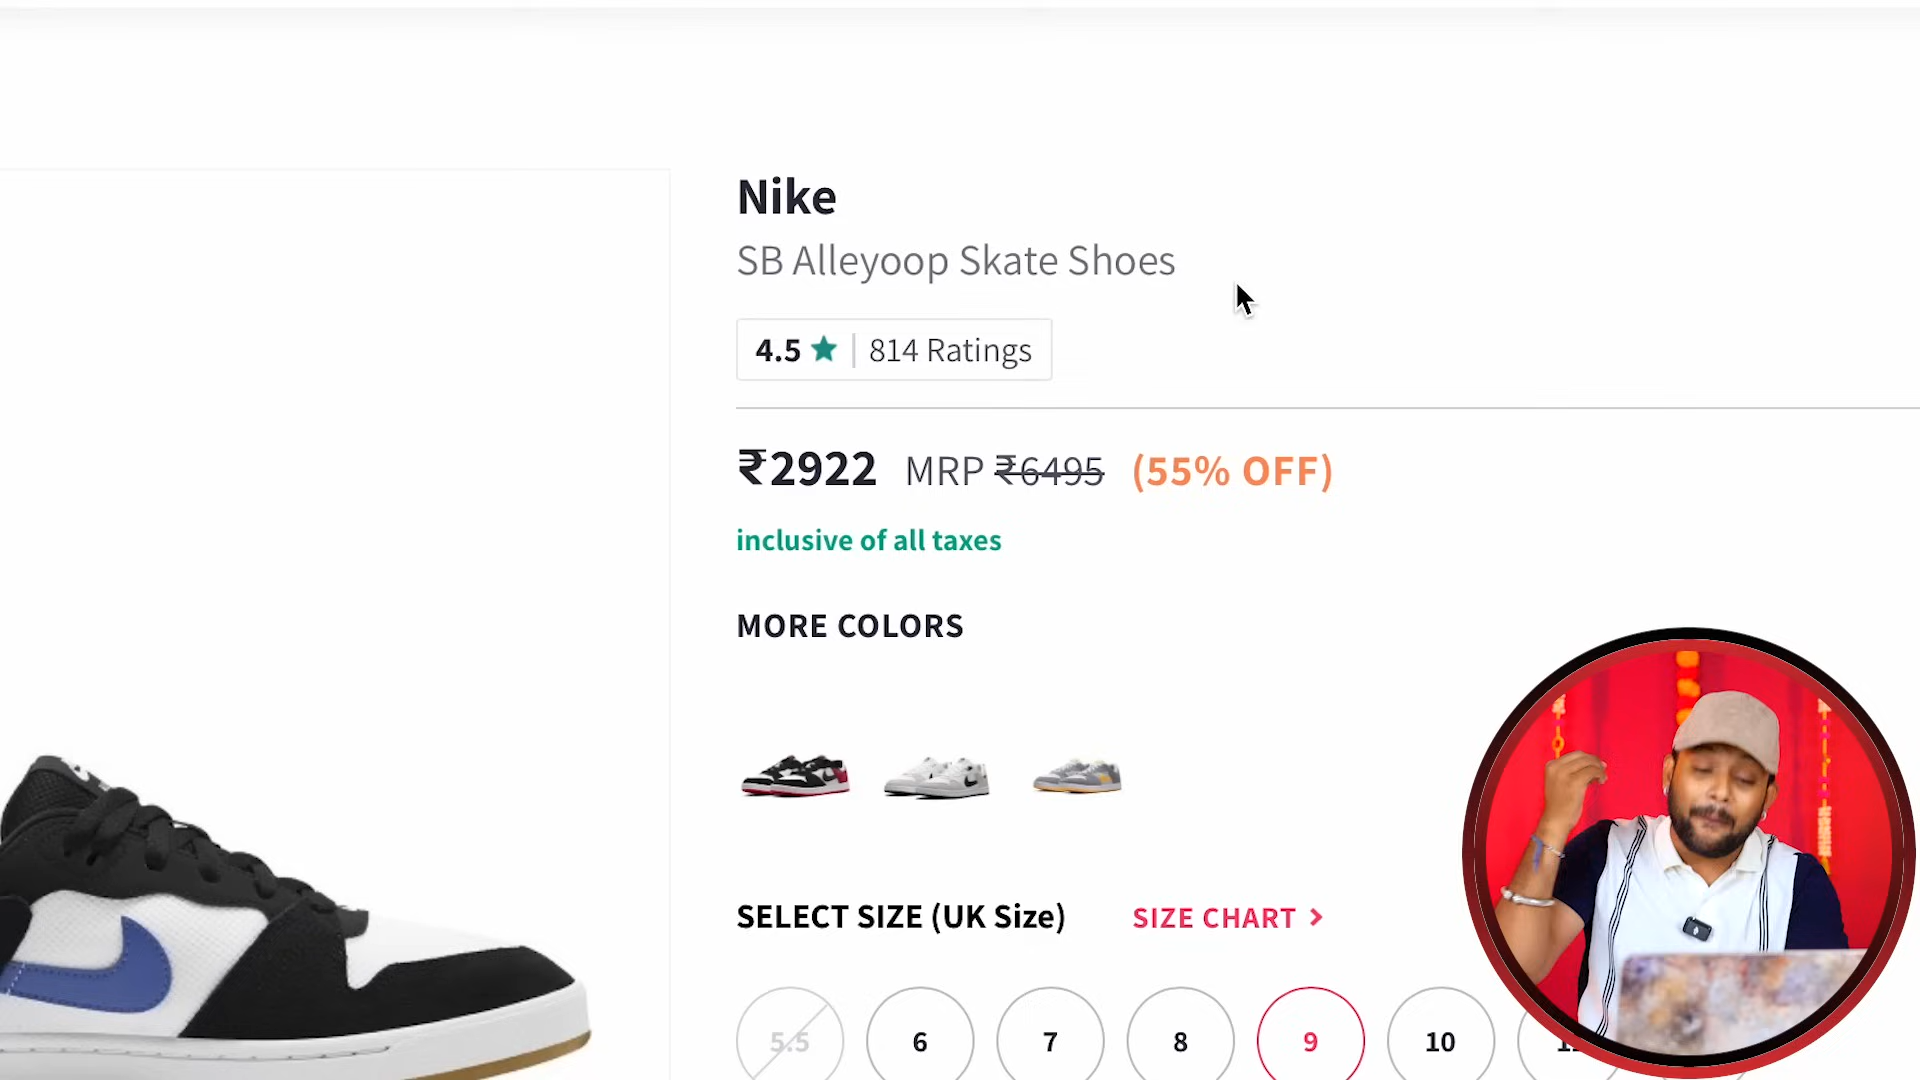 Nike
SB Alleyoop Skate Shoes
4.5 ★ | 814 Ratings
₹2922 MRP ₹6495 (55% OFF)
inclusive of all taxes
MORE COLORS
SELECT SIZE (UK Size) SIZE CHART >
5.5 6 7 8 9 10